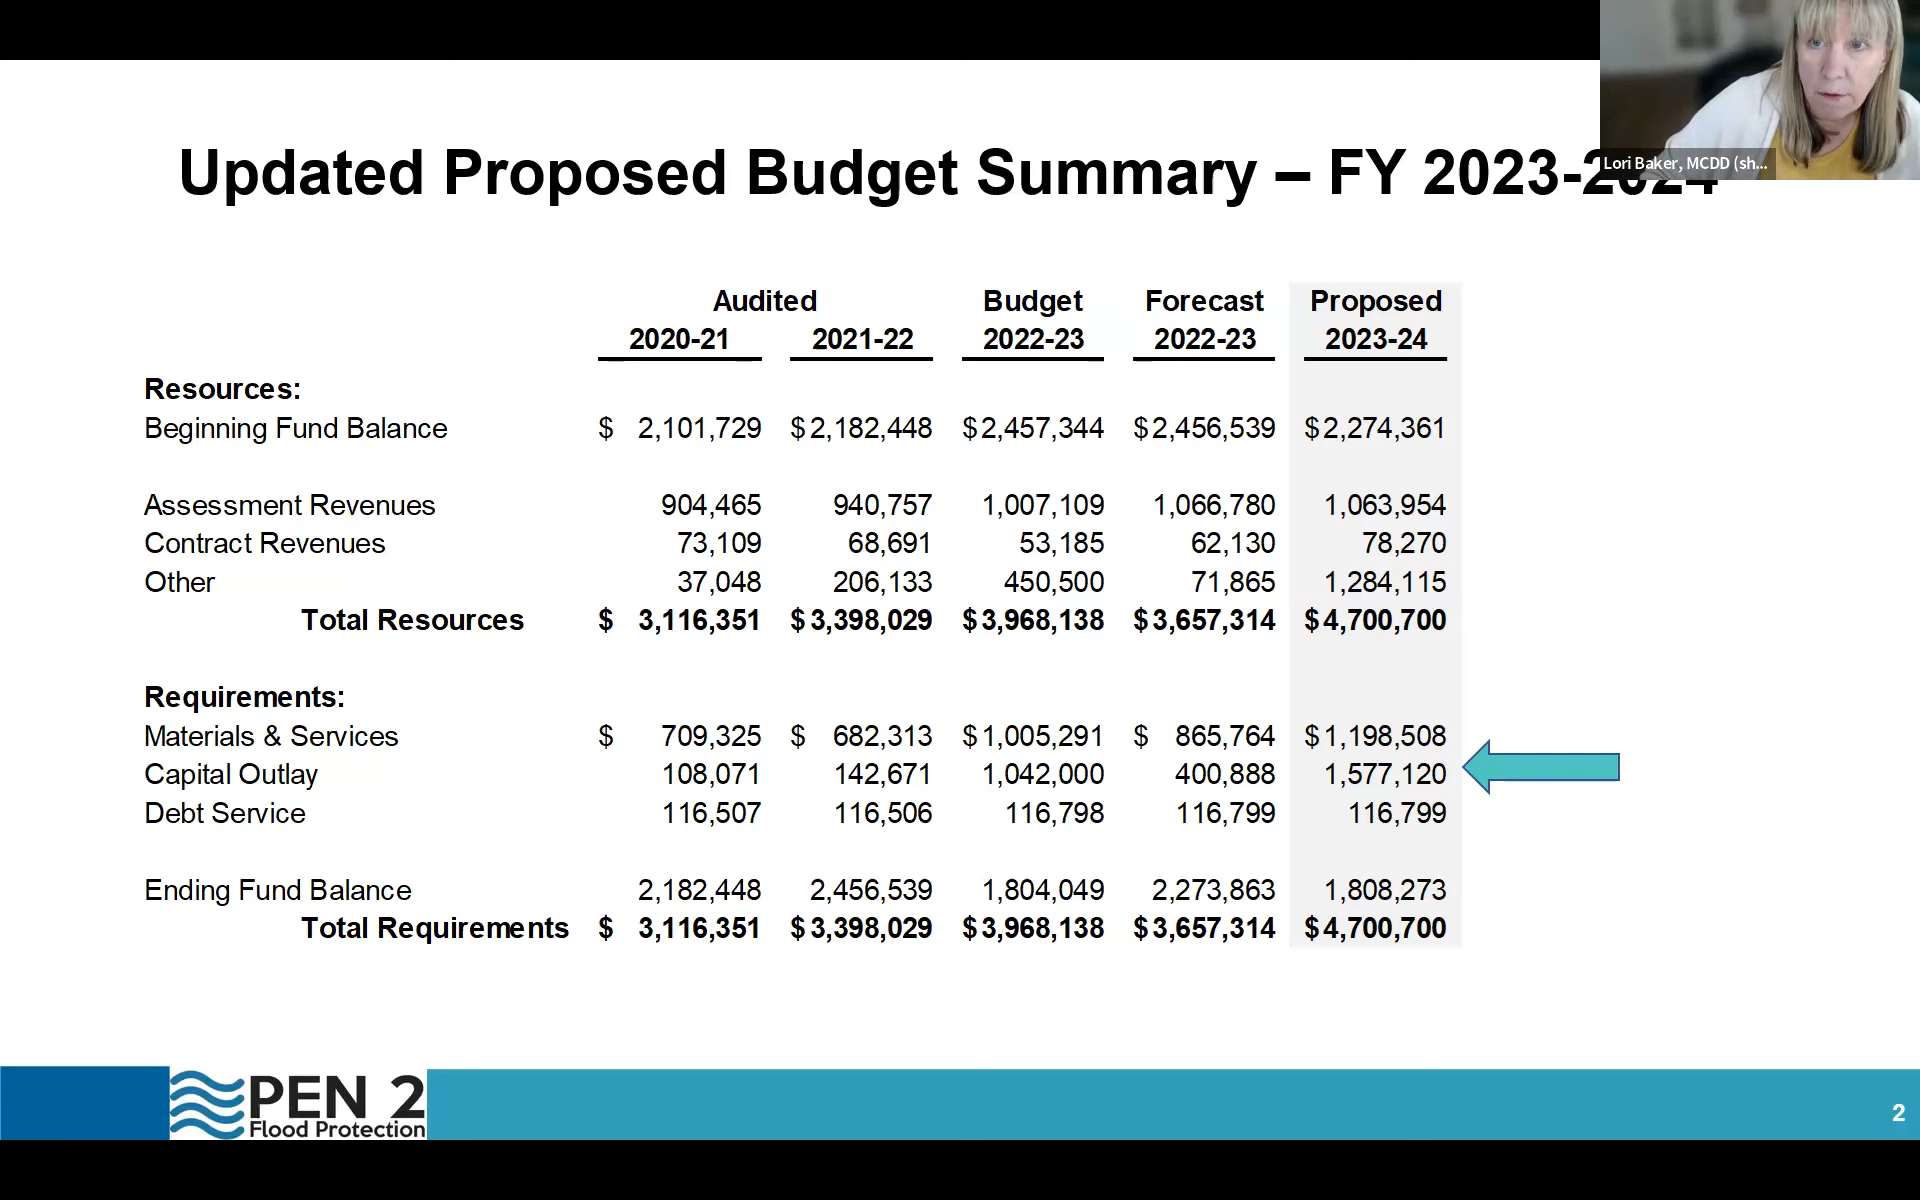 Lori Baker, MCDD (sh...
Updated Proposed Budget Summary – FY 2023-2024
Audited Budget Forecast Proposed
2020-21 2021-22 2022-23 2022-23 2023-24
Resources:
Beginning Fund Balance $ 2,101,729 $2,182,448 $2,457,344 $2,456,539 $2,274,361
Assessment Revenues 904,465 940,757 1,007,109 1,066,780 1,063,954
Contract Revenues 73,109 68,691 53,185 62,130 78,270
Other 37,048 206,133 450,500 71,865 1,284,115
Total Resources $ 3,116,351 $3,398,029 $3,968,138 $3,657,314 $4,700,700
Requirements:
Materials & Services $ 709,325 $ 682,313 $1,005,291 $ 865,764 $1,198,508
Capital Outlay 108,071 142,671 1,042,000 400,888 1,577,120
Debt Service 116,507 116,506 116,798 116,799 116,799
Ending Fund Balance 2,182,448 2,456,539 1,804,049 2,273,863 1,808,273
Total Requirements $ 3,116,351 $3,398,029 $3,968,138 $3,657,314 $4,700,700
PEN 2
Flood Protection
2